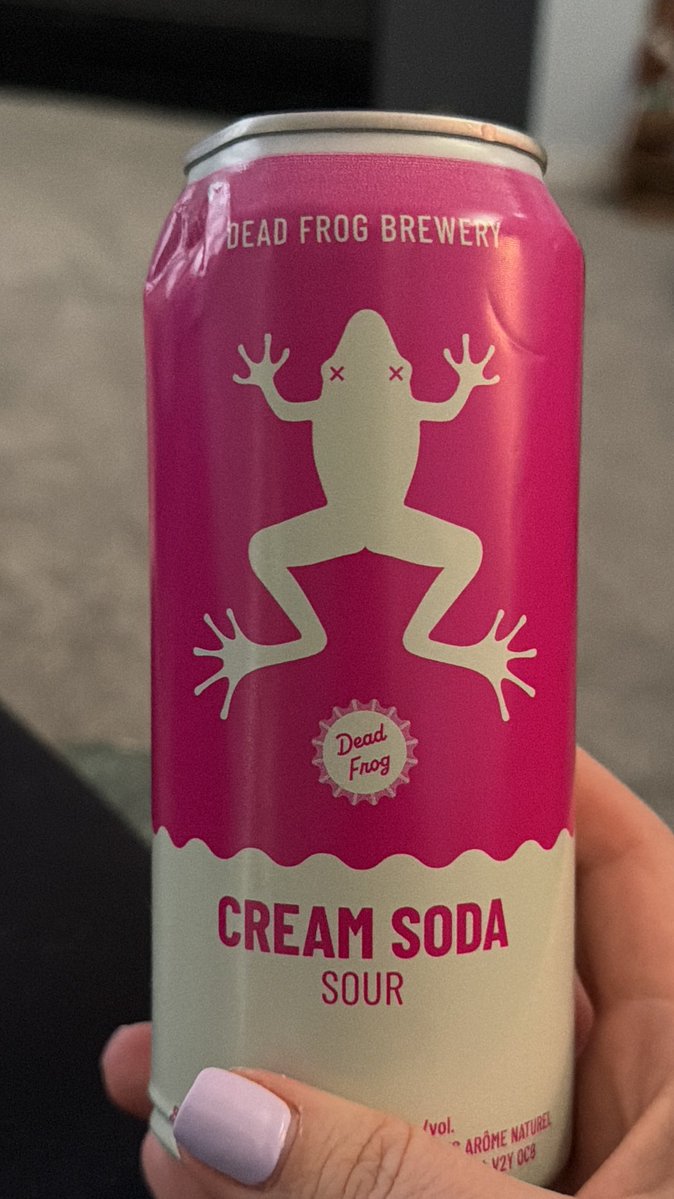 DEAD FROG BREWERY
Dead
Frog
CREAM SODA
SOUR
/vol.
ARÔME NATUREL
V2Y 0C8